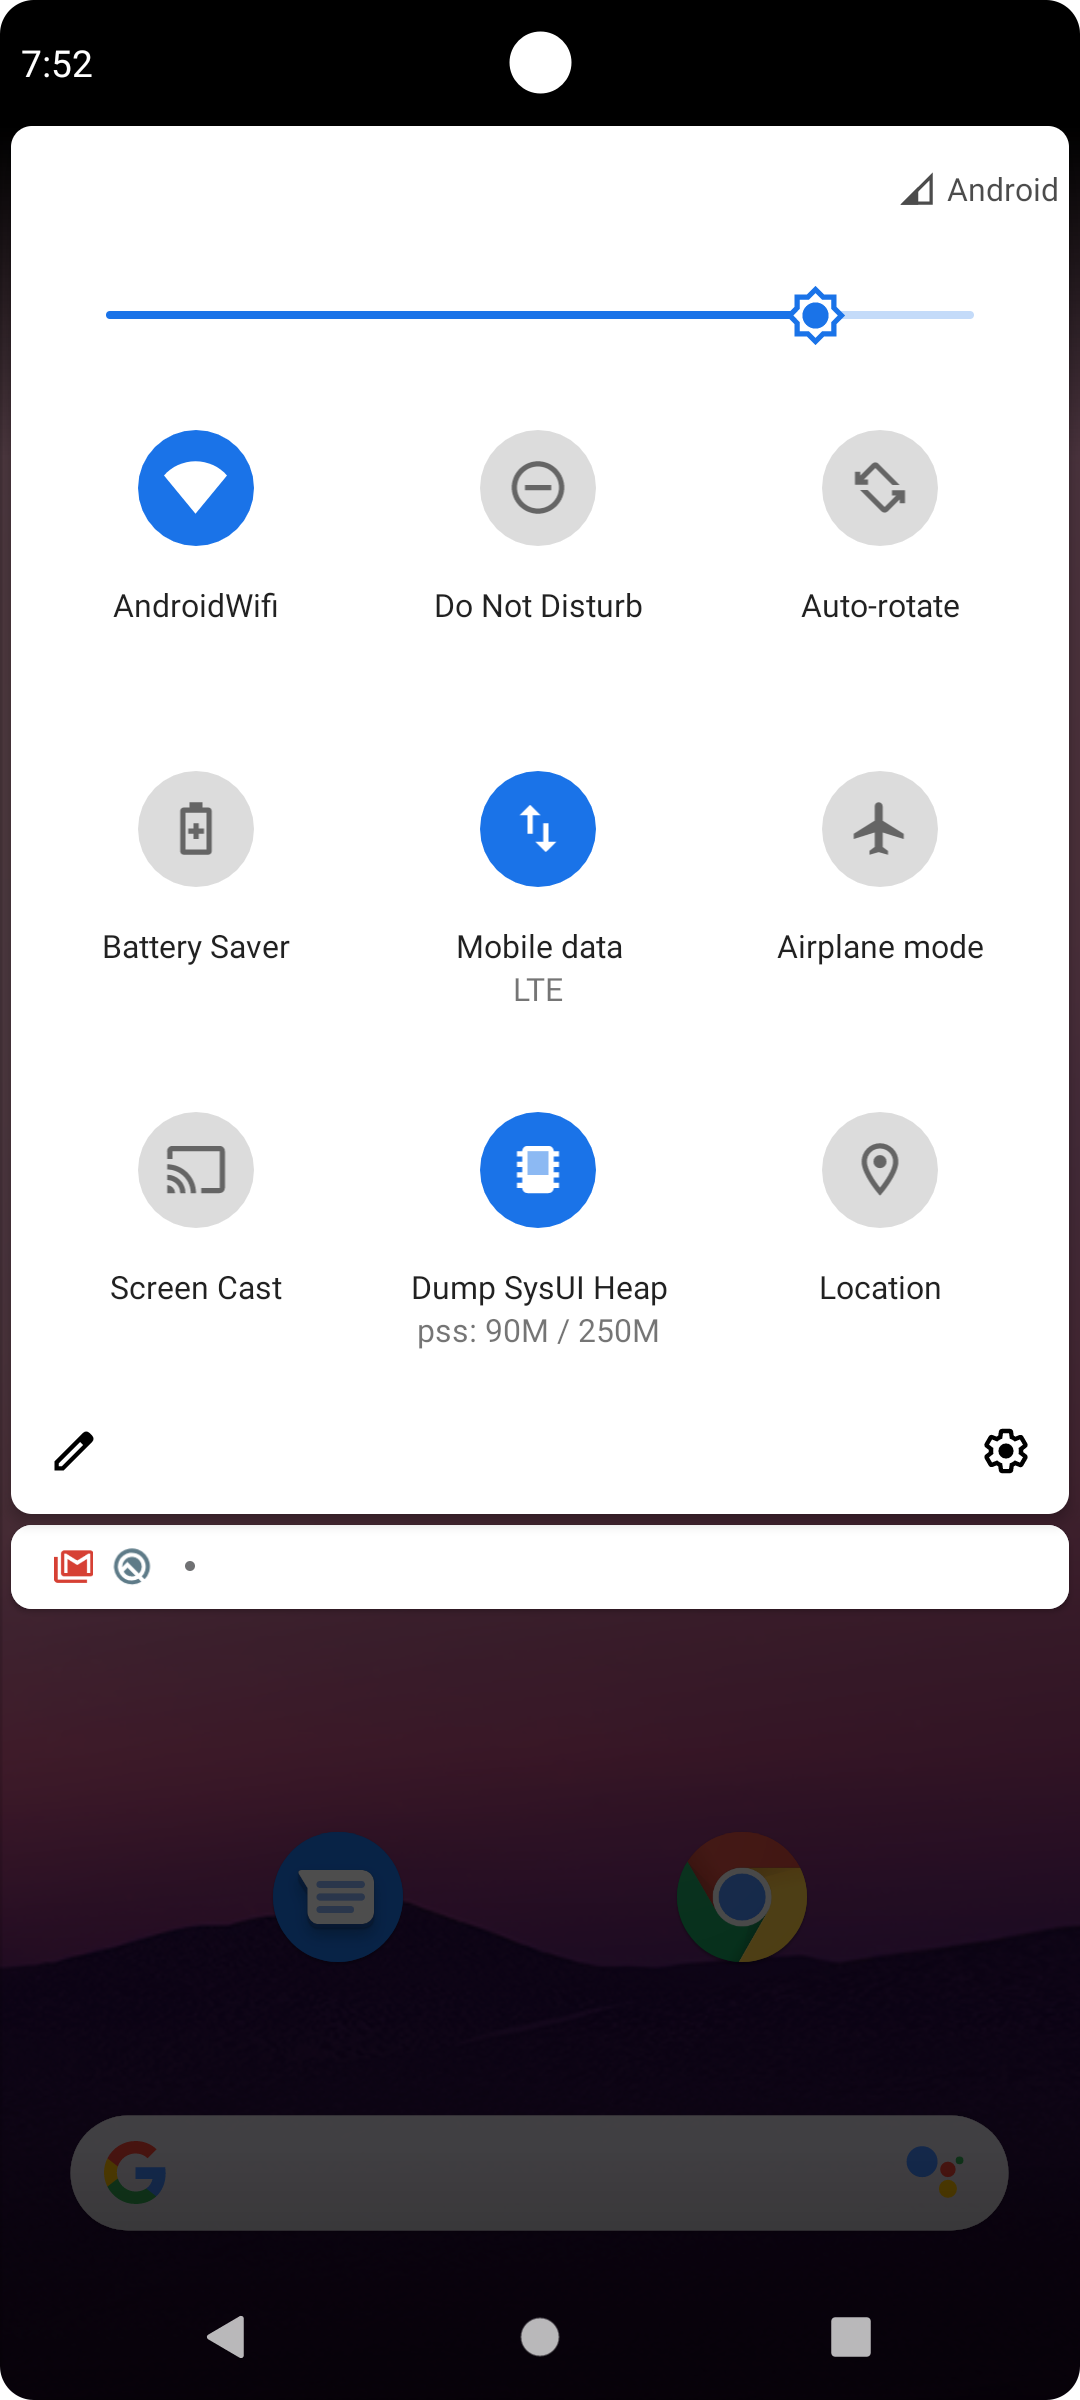 7:52
Android
AndroidWifi
Do Not Disturb
Auto-rotate
Battery Saver
Mobile data
LTE
Airplane mode
Screen Cast
Dump SysUI Heap
pss: 90M / 250M
Location